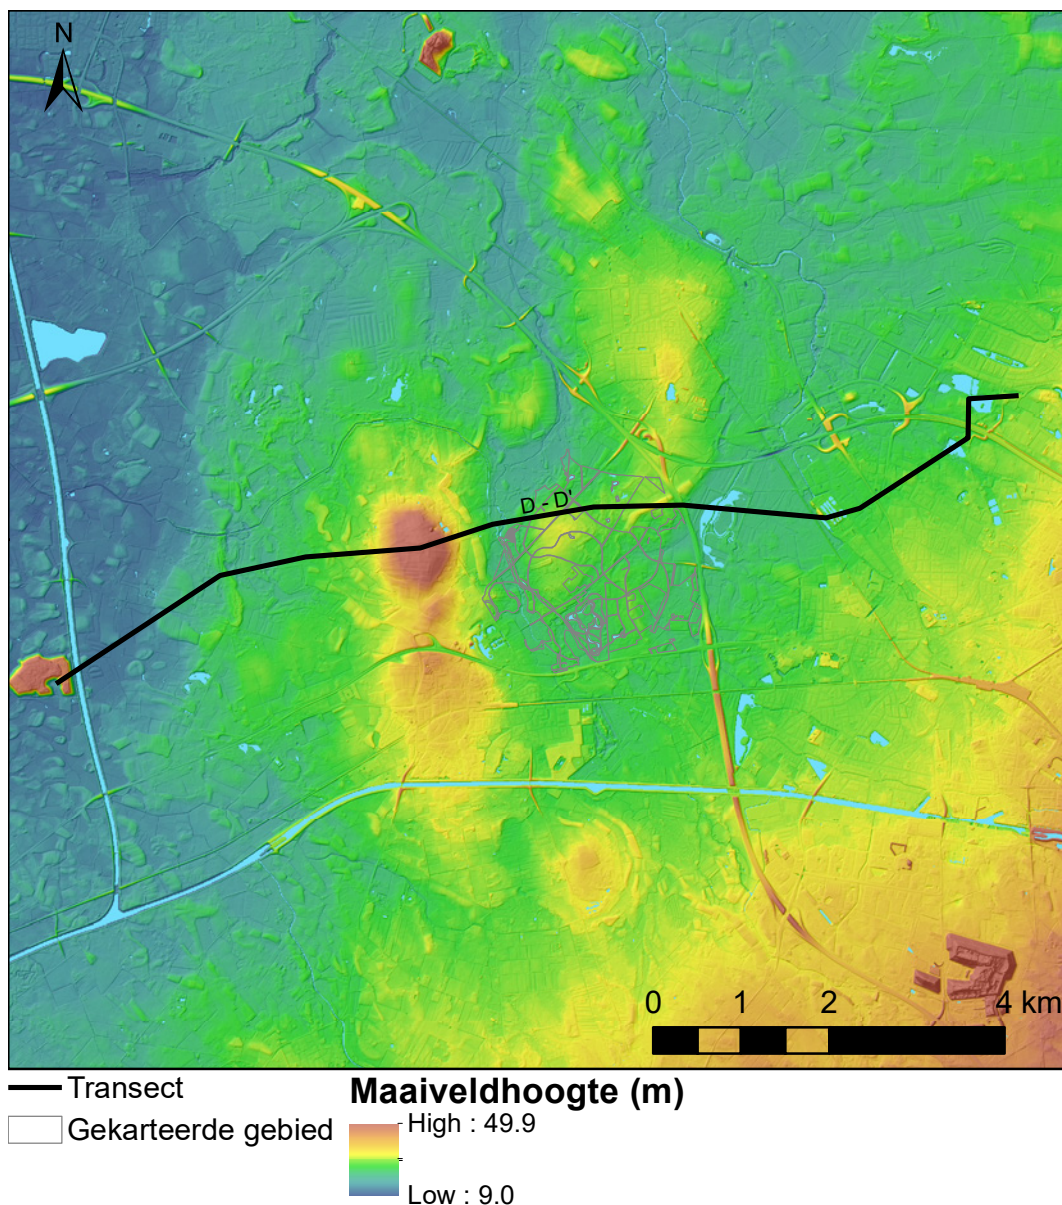 N
D - D'
0 1 2 4 km
Transect
Gekarteerde gebied
Maaiveldhoogte (m)
High : 49.9
Low : 9.0